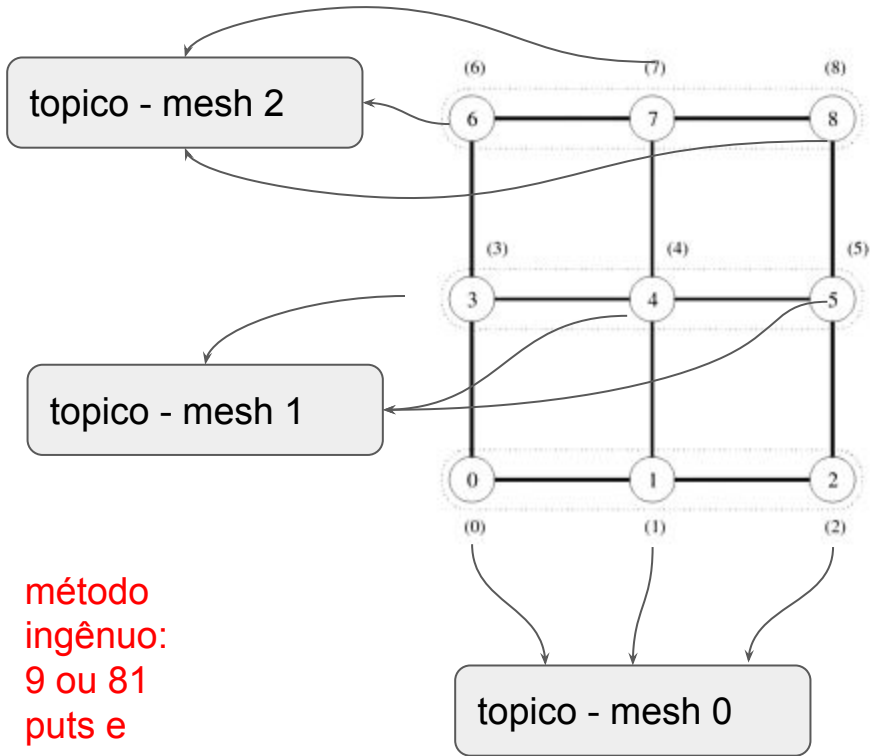 topico - mesh 2
(6) (7) (8)
6 7 8
(3) (4) (5)
3 4 5
topico - mesh 1
0 1 2
(0) (1) (2)
método
ingênuo:
9 ou 81
puts e
topico - mesh 0